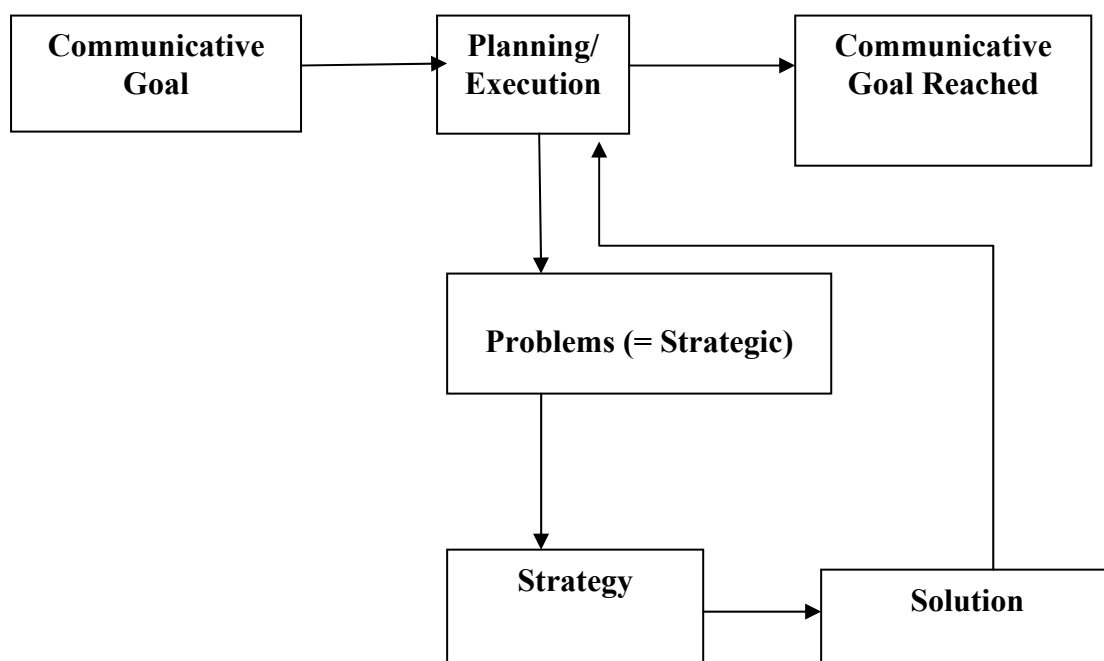 Communicative
Goal
Planning/
Execution
Communicative
Goal Reached
Problems (= Strategic)
Strategy
Solution